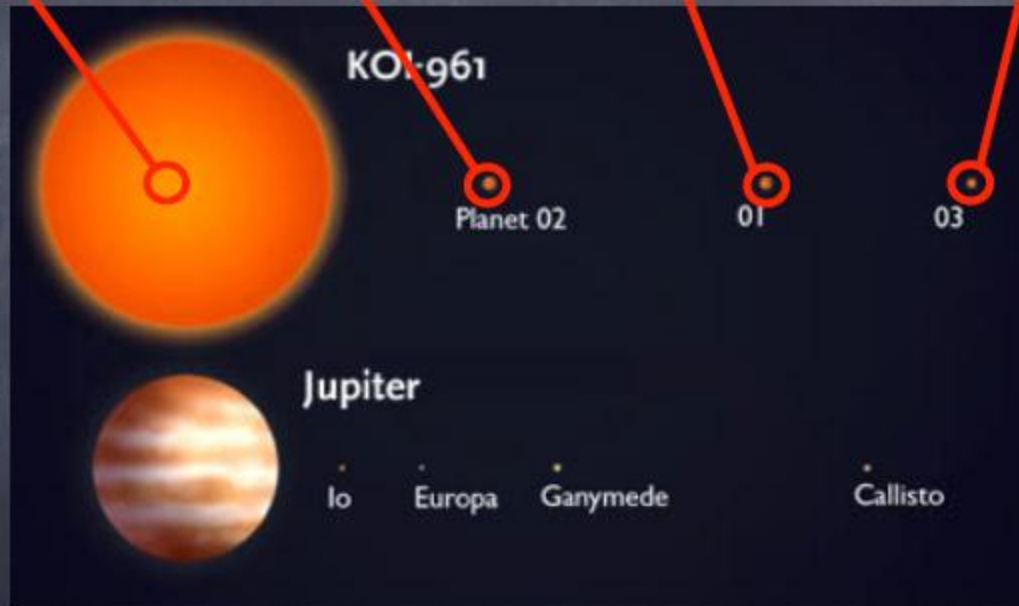 KOI-961
Planet 02
01
03
Jupiter
Io
Europa
Ganymede
Callisto